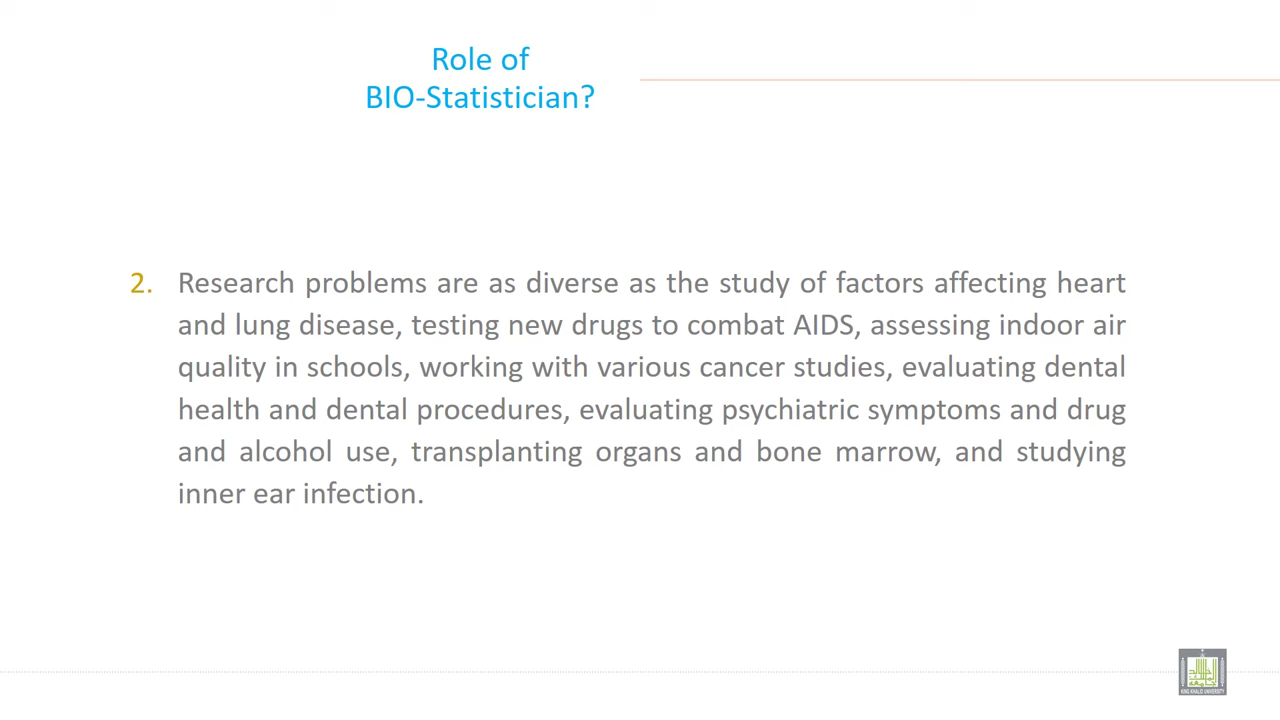 Role of
BIO-Statistician?
2. Research problems are as diverse as the study of factors affecting heart
and lung disease, testing new drugs to combat AIDS, assessing indoor air
quality in schools, working with various cancer studies, evaluating dental
health and dental procedures, evaluating psychiatric symptoms and drug
and alcohol use, transplanting organs and bone marrow, and studying
inner ear infection.
KING KHALID UNIVERSITY